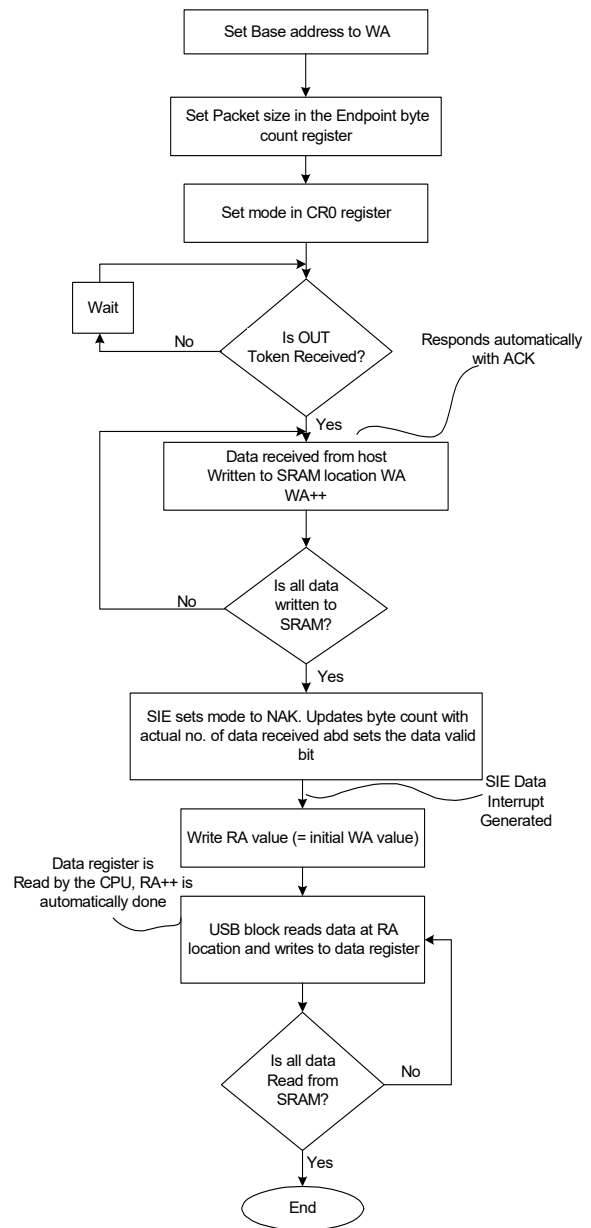 Set Base address to WA
Set Packet size in the Endpoint byte
count register
Set mode in CR0 register
Wait
No
Is OUT
Token Received?
Responds automatically
with ACK
Yes
Data received from host
Written to SRAM location WA
WA++
No
Is all data
written to
SRAM?
Yes
SIE sets mode to NAK. Updates byte count with
actual no. of data received abd sets the data valid
bit
SIE Data
Interrupt
Generated
Write RA value (= initial WA value)
Data register is
Read by the CPU, RA++ is
automatically done
USB block reads data at RA
location and writes to data register
Is all data
Read from
SRAM?
No
Yes
End